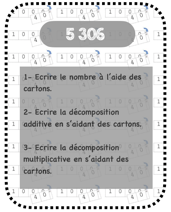 5 306
1- Ecrire le nombre à l'aide des
cartons.
2- Ecrire la décomposition
additive en s'aidant des cartons.
3- Ecrire la décomposition
multiplicative en s'aidant des
cartons.